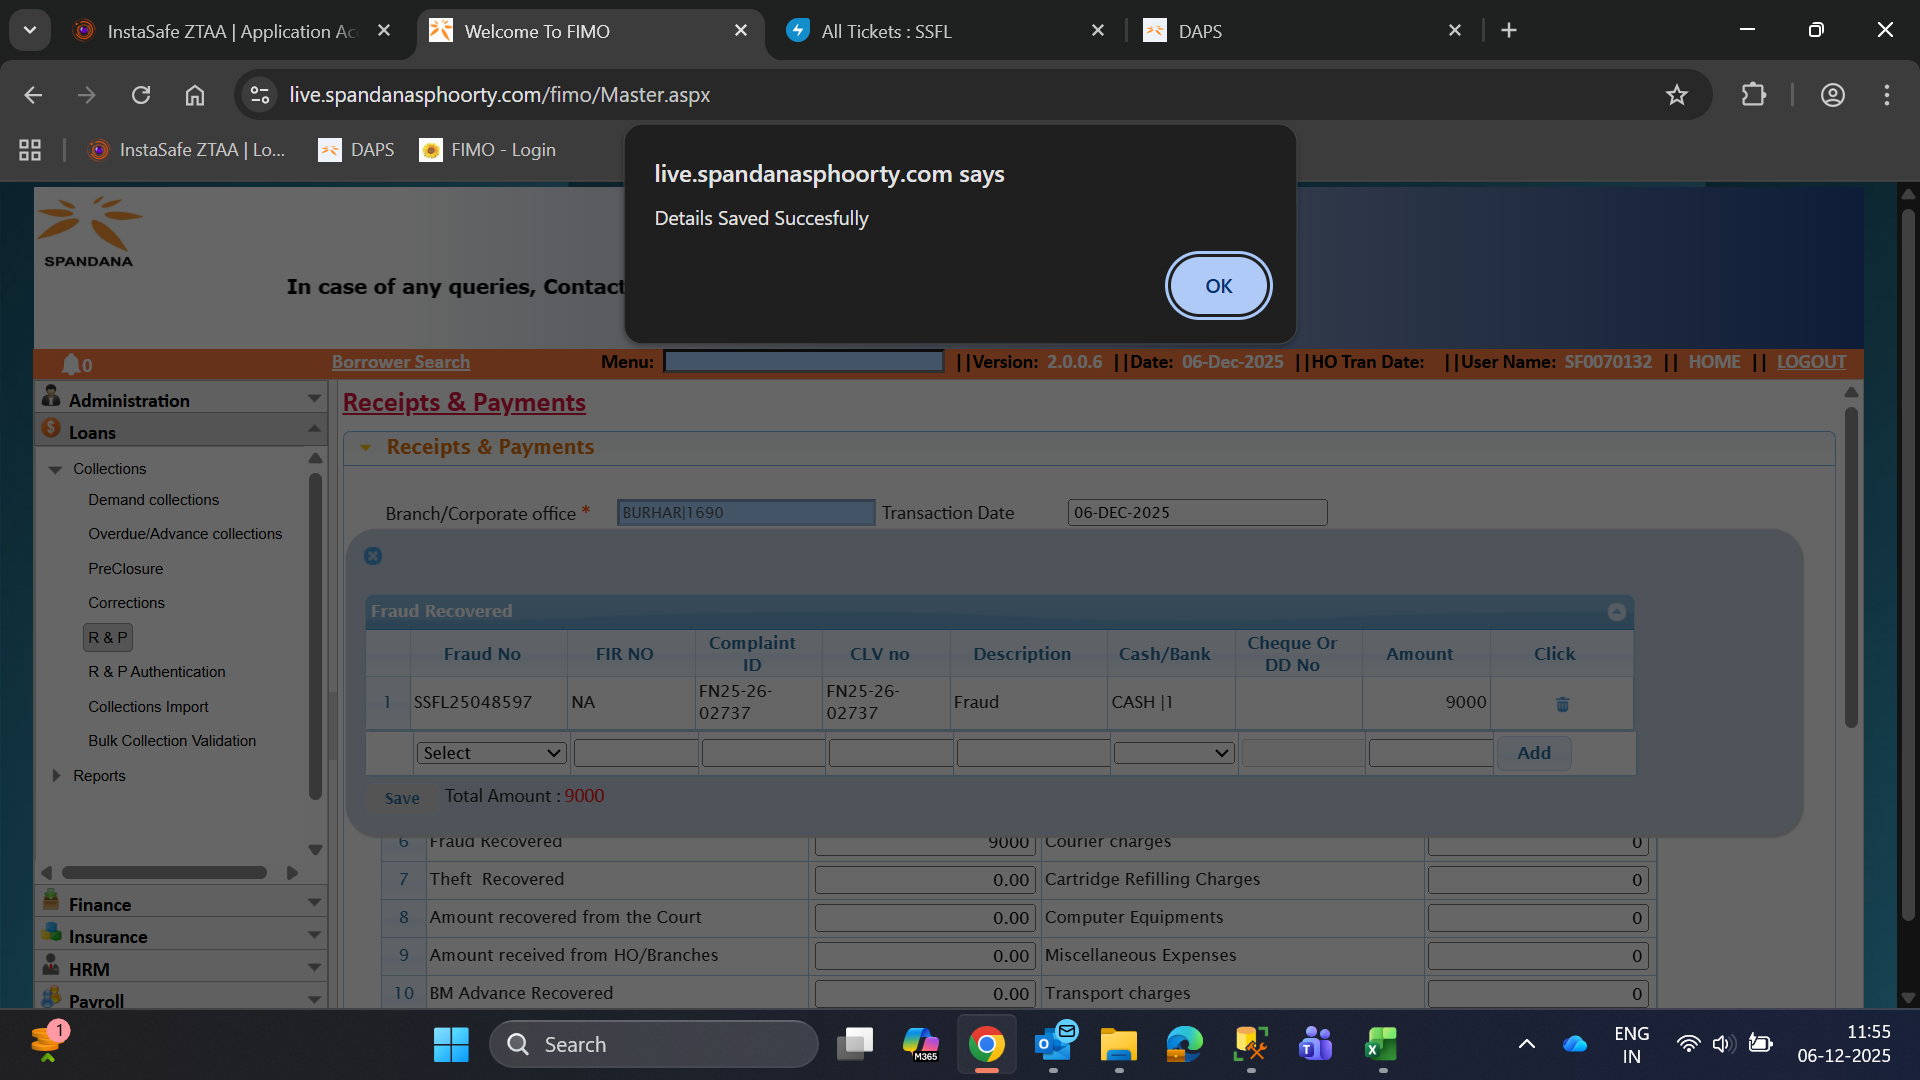 InstaSafe ZTAA | Application Acc
Welcome To FIMO
All Tickets : SSFL
DAPS
live.spandanasphoorty.com/fimo/Master.aspx
InstaSafe ZTAA | Lo...
DAPS
FIMO - Login
live.spandanasphoorty.com says
Details Saved Succesfully
OK
SPANDANA
In case of any queries, Contact
0
Borrower Search
Menu:
||Version: 2.0.0.6 ||Date: 06-Dec-2025 ||HO Tran Date: ||User Name: SF0070132 || HOME || LOGOUT
Administration
Loans
Collections
Demand collections
Overdue/Advance collections
PreClosure
Corrections
R & P
R & P Authentication
Collections Import
Bulk Collection Validation
Reports
Finance
Insurance
HRM
Payroll
Receipts & Payments
Receipts & Payments
Branch/Corporate office * BURHAR|1690 Transaction Date 06-DEC-2025
Fraud Recovered
Fraud No FIR NO Complaint ID CLV no Description Cash/Bank Cheque Or DD No Amount Click
1 SSFL25048597 NA FN25-26-02737 FN25-26-02737 Fraud CASH |1 9000
Select Add
Save Total Amount : 9000
6 Fraud Recovered 9000 Courier charges 0
7 Theft Recovered 0.00 Cartridge Refilling Charges 0
8 Amount recovered from the Court 0.00 Computer Equipments 0
9 Amount received from HO/Branches 0.00 Miscellaneous Expenses 0
10 BM Advance Recovered 0.00 Transport charges 0
1
Search
M365
ENG
IN
11:55
06-12-2025